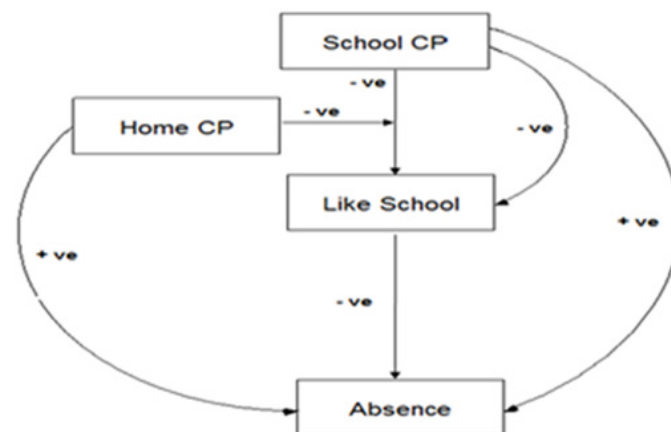 School CP
- ve
Home CP
- ve
- ve
Like School
+ ve
+ ve
- ve
Absence